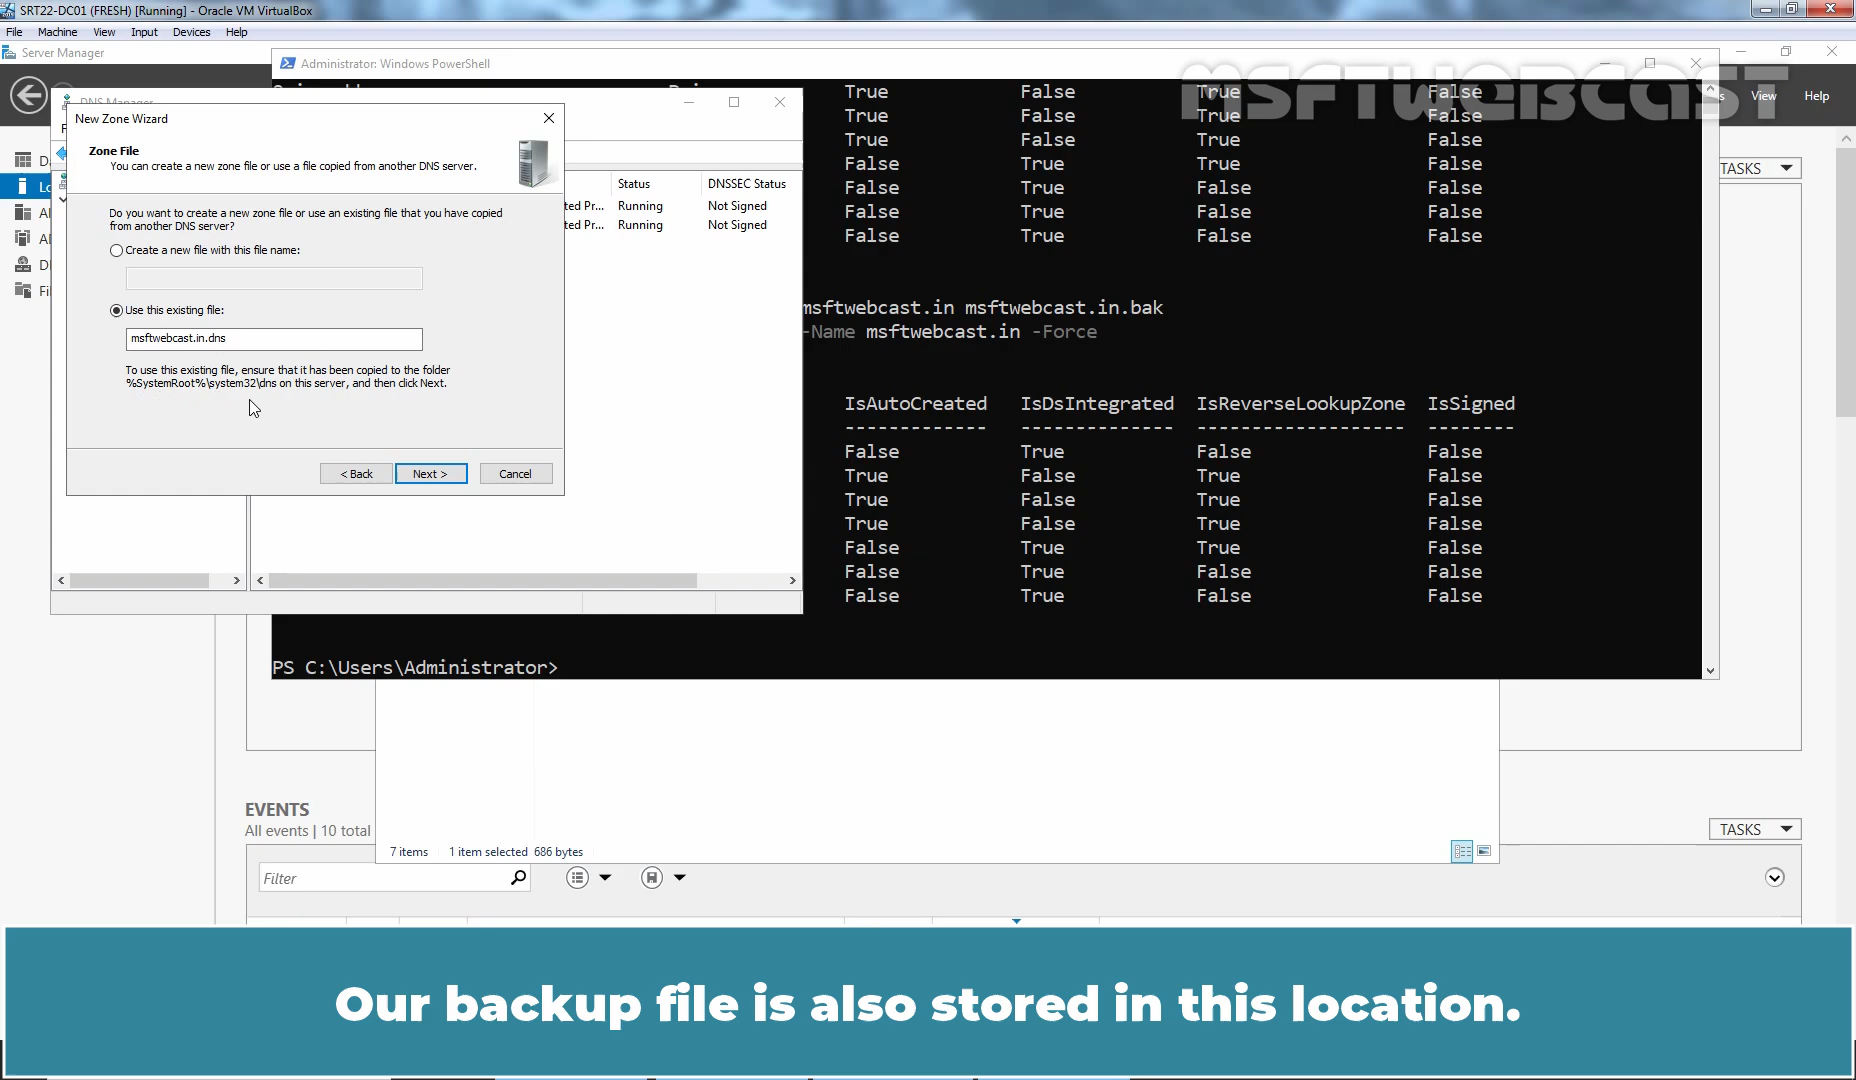 SRT22-DC01 (FRESH) [Running] - Oracle VM VirtualBox
File Machine View Input Devices Help
Server Manager
Administrator: Windows PowerShell
MSFTWEBCAST
View Help
DNS Manager
New Zone Wizard
Zone File
You can create a new zone file or use a file copied from another DNS server.
Do you want to create a new zone file or use an existing file that you have copied
from another DNS server?
Create a new file with this file name:
Use this existing file:
msftwebcast.in.dns
To use this existing file, ensure that it has been copied to the folder
%SystemRoot%\system32\dns on this server, and then click Next.
< Back Next > Cancel
Status DNSSEC Status
ted Pr... Running Not Signed
ted Pr... Running Not Signed
True False True False
True False True False
True False True False
False True True False
False True False False
False True False False
False True False False
msftwebcast.in msftwebcast.in.bak
-Name msftwebcast.in -Force
IsAutoCreated IsDsIntegrated IsReverseLookupZone IsSigned
------------- -------------- ------------------- --------
False True False False
True False True False
True False True False
True False True False
False True True False
False True False False
False True False False
PS C:\Users\Administrator>
TASKS
7 items 1 item selected 686 bytes
EVENTS
All events | 10 total
TASKS
Filter
Our backup file is also stored in this location.